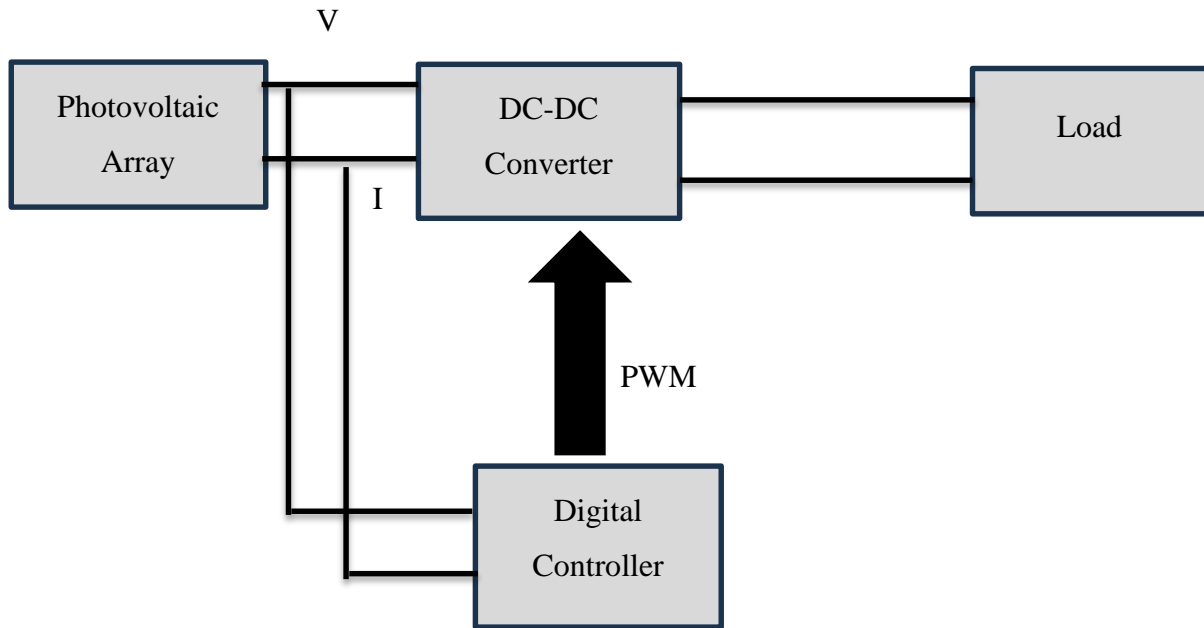 V
Photovoltaic
Array
DC-DC
Converter
Load
I
PWM
Digital
Controller